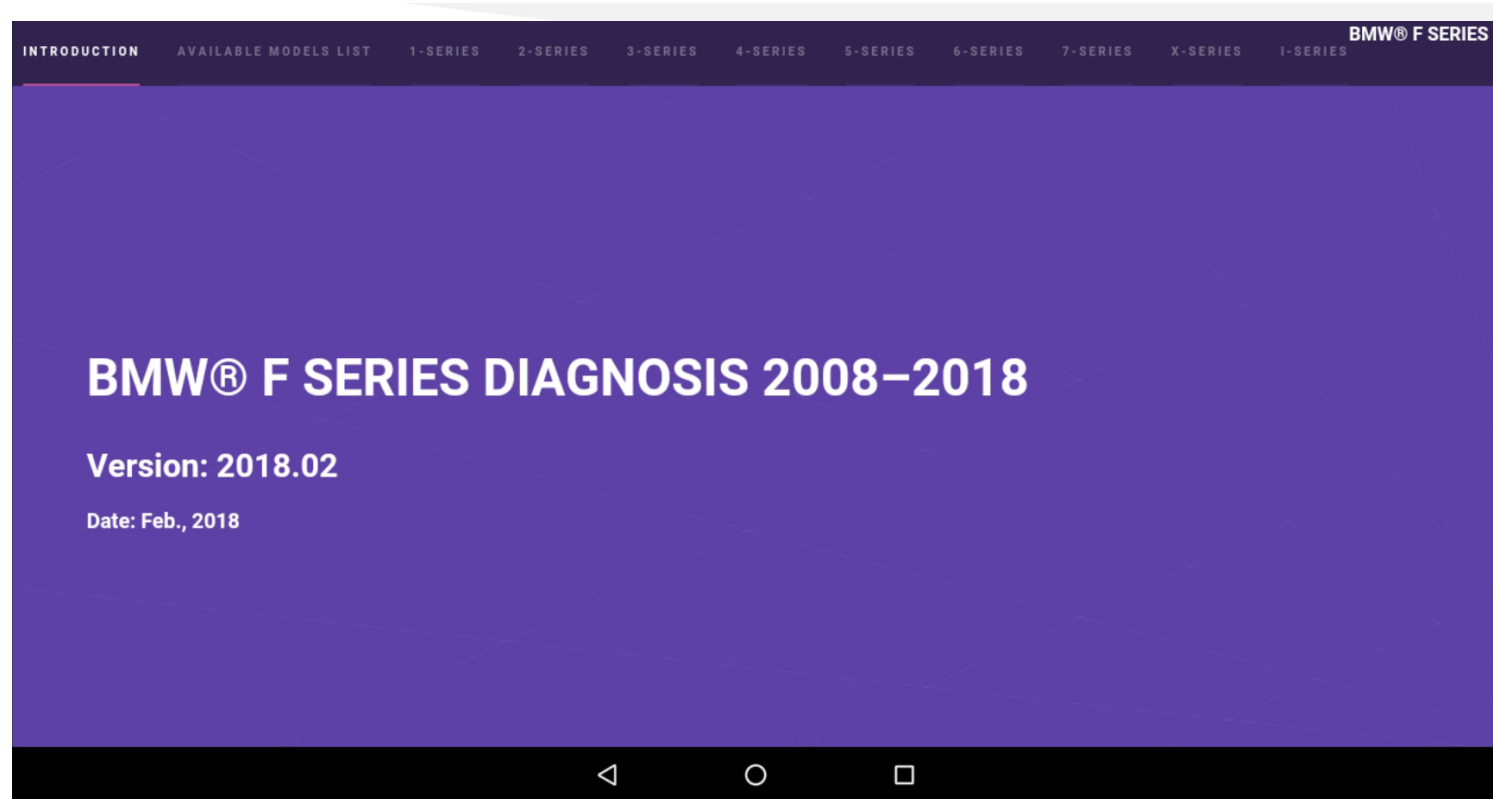 INTRODUCTION AVAILABLE MODELS LIST 1-SERIES 2-SERIES 3-SERIES 4-SERIES 5-SERIES 6-SERIES 7-SERIES X-SERIES I-SERIES
BMW® F SERIES
BMW® F SERIES DIAGNOSIS 2008–2018
Version: 2018.02
Date: Feb., 2018